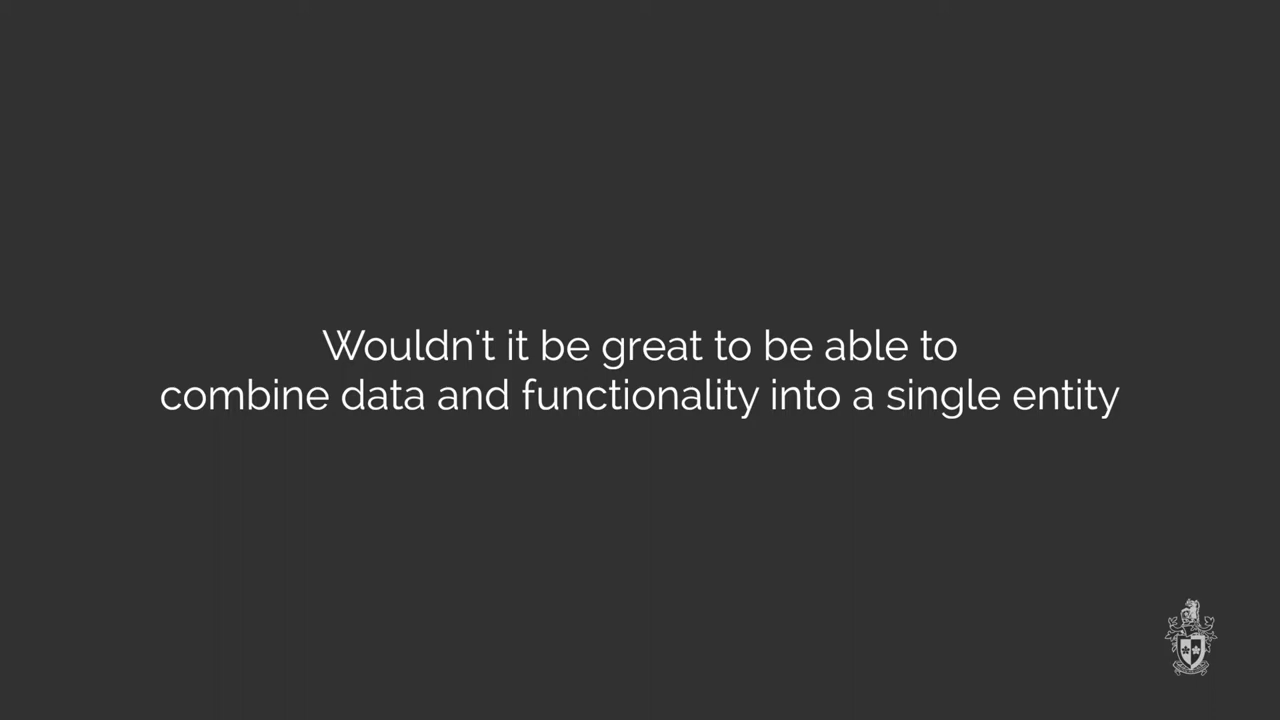 Wouldn't it be great to be able to
combine data and functionality into a single entity